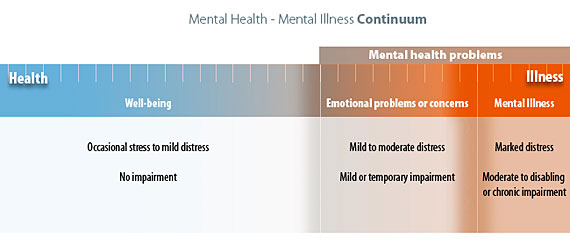 Mental Health - Mental Illness Continuum
Mental health problems
Health
Illness
Well-being
Emotional problems or concerns
Mental Illness
Occasional stress to mild distress
Mild to moderate distress
Marked distress
No impairment
Mild or temporary impairment
Moderate to disabling
or chronic impairment